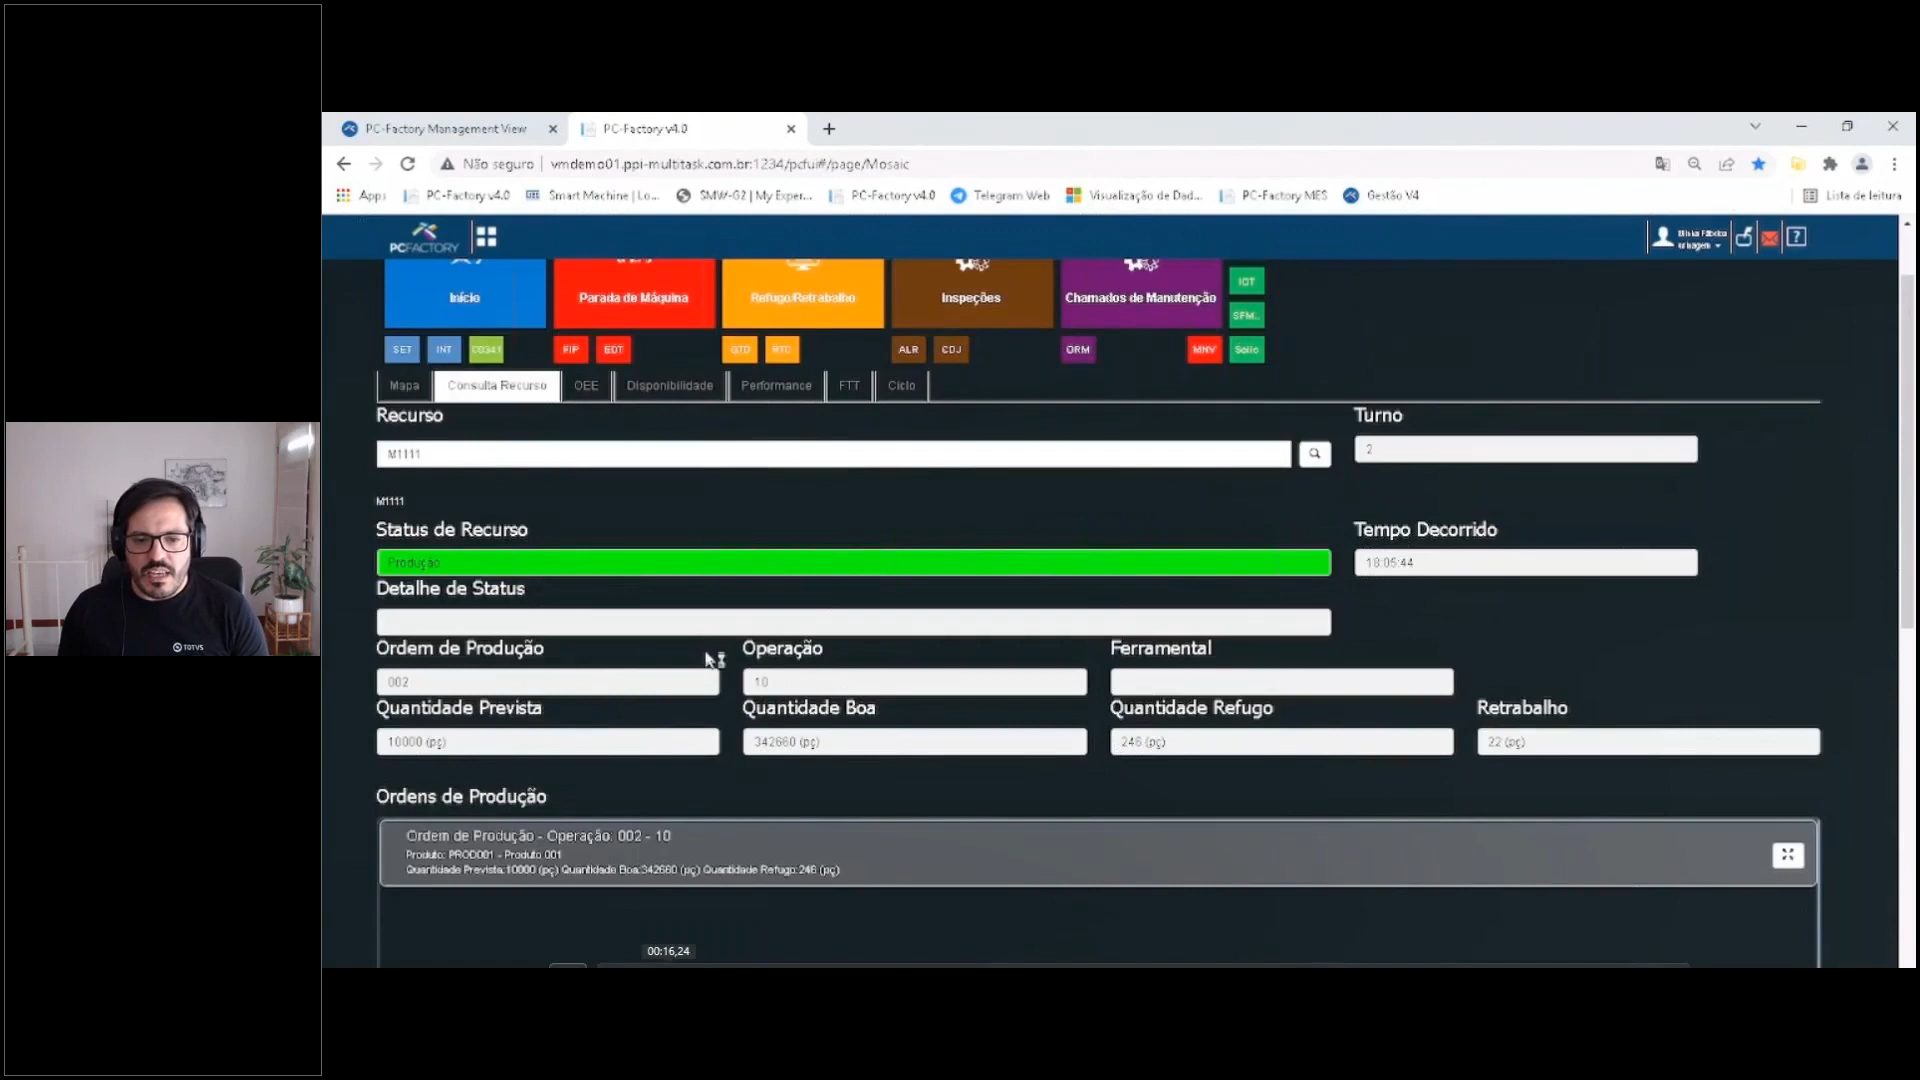 PC-Factory Management View
PC-Factory v4.0
Não seguro
vmdemo01.ppi-multitask.com.br:1234/pcfui#/page/Mosaic
Apps
PC-Factory v4.0
Smart Machine | Lo...
SMW-G2 | My Exper...
PC-Factory v4.0
Telegram Web
Visualização de Dad...
PC-Factory MES
Gestão V4
Lista de leitura
PCFACTORY
Início
Parada de Máquina
Refugo/Retrabalho
Inspeções
Chamados de Manutenção
IOT
SFM..
SET
INT
FIP
EDT
GTD
RTC
ALR
CDJ
ORM
MNV
Mapa
Consulta Recurso
OEE
Disponibilidade
Performance
FTT
Ciclo
Recurso
Turno
M1111
2
M1111
Status de Recurso
Tempo Decorrido
Produção
18:05:44
Detalhe de Status
Ordem de Produção
Operação
Ferramental
002
10
Quantidade Prevista
Quantidade Boa
Quantidade Refugo
Retrabalho
10000 (pç)
342660 (pç)
246 (pç)
22 (pç)
Ordens de Produção
Ordem de Produção - Operação: 002 - 10
Produto: PROD001 - Produto 001
Quantidade Prevista:10000 (pç) Quantidade Boa:342660 (pç) Quantidade Refugo:246 (pç)
00:16,24
TOTVS